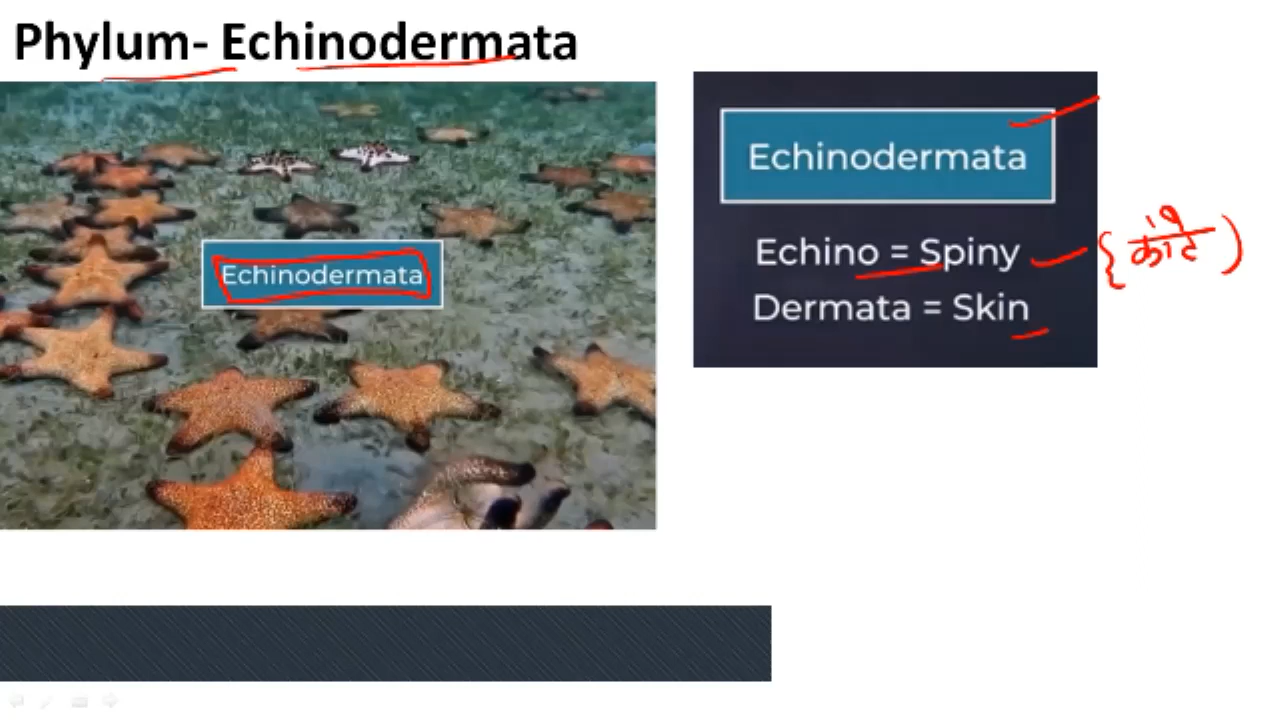 Phylum- Echinodermata
Echinodermata
Echinodermata
Echino = Spiny
Dermata = Skin